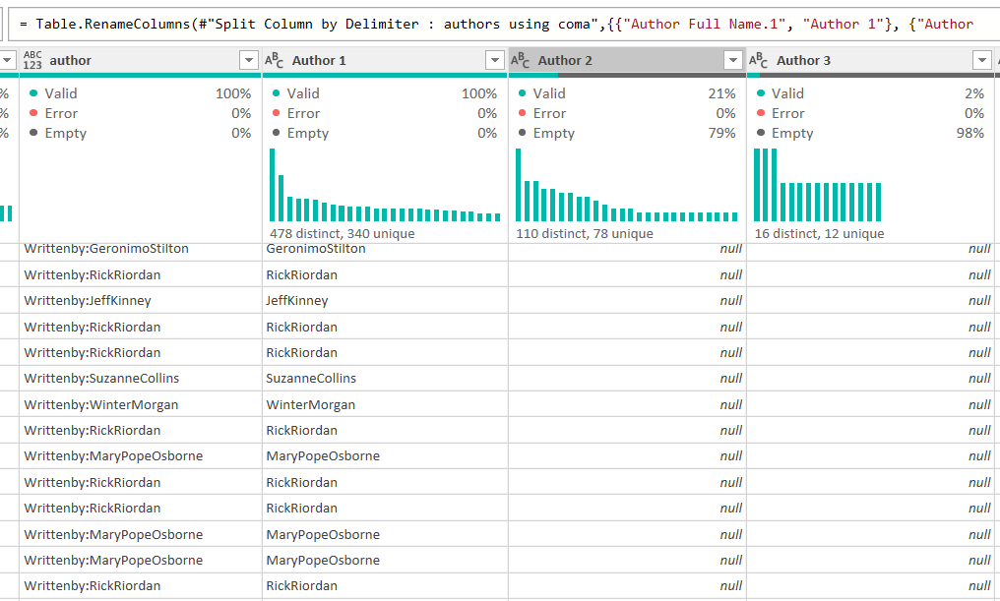 = Table.RenameColumns(#"Split Column by Delimiter : authors using coma",{{"Author Full Name.1", "Author 1"}, {"Author
ABC 123 author ABC Author 1 ABC Author 2 ABC Author 3
% Valid 100% Valid 100% Valid 21% Valid 2%
% Error 0% Error 0% Error 0% Error 0%
% Empty 0% Empty 0% Empty 79% Empty 98%
478 distinct, 340 unique 110 distinct, 78 unique 16 distinct, 12 unique
Writtenby:GeronimoStilton GeronimoStilton null null
Writtenby:RickRiordan RickRiordan null null
Writtenby:JeffKinney JeffKinney null null
Writtenby:RickRiordan RickRiordan null null
Writtenby:RickRiordan RickRiordan null null
Writtenby:SuzanneCollins SuzanneCollins null null
Writtenby:WinterMorgan WinterMorgan null null
Writtenby:RickRiordan RickRiordan null null
Writtenby:MaryPopeOsborne MaryPopeOsborne null null
Writtenby:RickRiordan RickRiordan null null
Writtenby:RickRiordan RickRiordan null null
Writtenby:MaryPopeOsborne MaryPopeOsborne null null
Writtenby:MaryPopeOsborne MaryPopeOsborne null null
Writtenby:RickRiordan RickRiordan null null